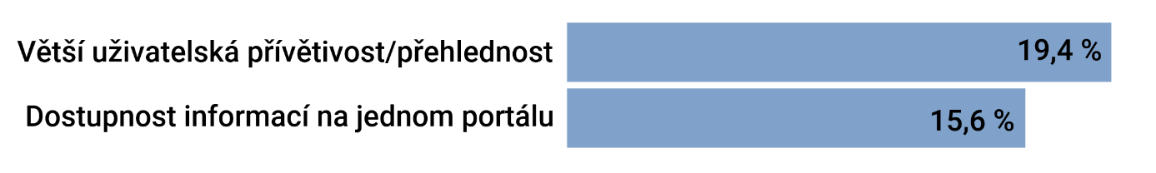 Větší uživatelská přívětivost/přehlednost 19,4 %
Dostupnost informací na jednom portálu 15,6 %